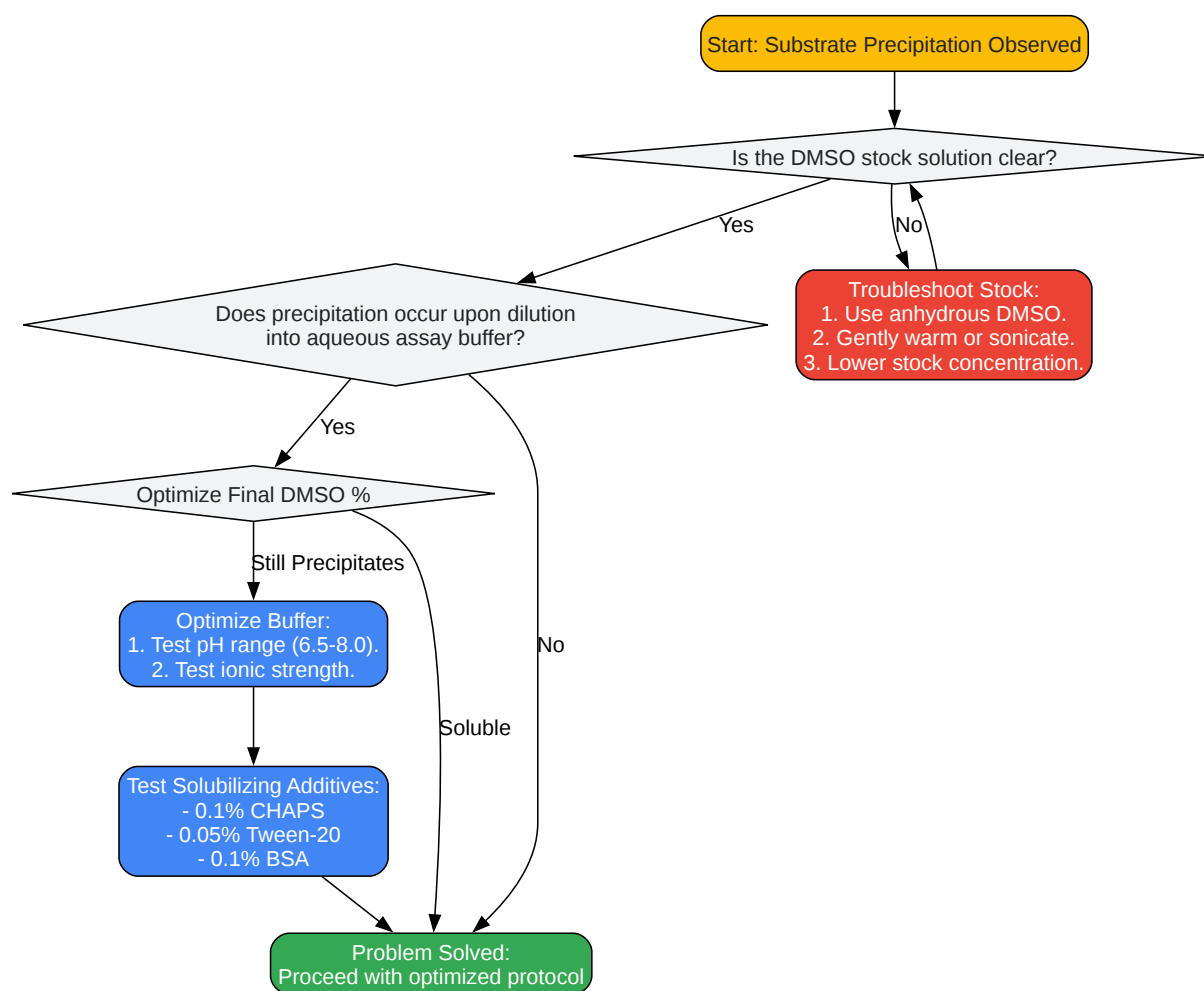 Start: Substrate Precipitation Observed
Is the DMSO stock solution clear?
Yes
No
Troubleshoot Stock:
1. Use anhydrous DMSO.
2. Gently warm or sonicate.
3. Lower stock concentration.
Does precipitation occur upon dilution
into aqueous assay buffer?
Yes
Optimize Final DMSO %
Still Precipitates
Optimize Buffer:
1. Test pH range (6.5-8.0).
2. Test ionic strength.
No
Soluble
Test Solubilizing Additives:
- 0.1% CHAPS
- 0.05% Tween-20
- 0.1% BSA
Problem Solved:
Proceed with optimized protocol